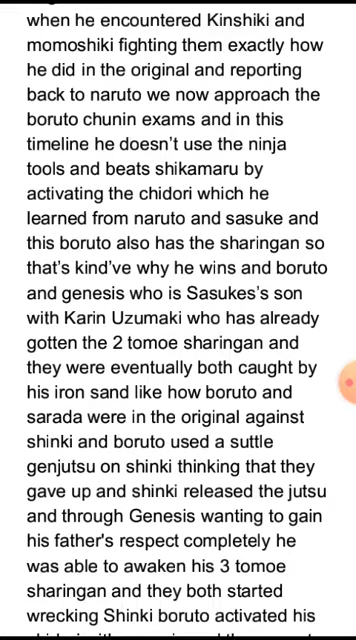 when he encountered Kinshiki and
momoshiki fighting them exactly how
he did in the original and reporting
back to naruto we now approach the
boruto chunin exams and in this
timeline he doesn't use the ninja
tools and beats shikamaru by
activating the chidori which he
learned from naruto and sasuke and
this boruto also has the sharingan so
that's kind've why he wins and boruto
and genesis who is Sasukes's son
with Karin Uzumaki who has already
gotten the 2 tomoe sharingan and
they were eventually both caught by
his iron sand like how boruto and
sarada were in the original against
shinki and boruto used a suttle
genjutsu on shinki thinking that they
gave up and shinki released the jutsu
and through Genesis wanting to gain
his father's respect completely he
was able to awaken his 3 tomoe
sharingan and they both started
wrecking Shinki boruto activated his